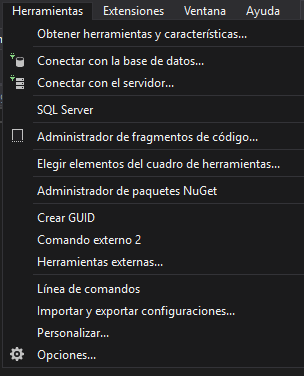 Herramientas Extensiones Ventana Ayuda
Obtener herramientas y características...
Conectar con la base de datos...
Conectar con el servidor...
SQL Server
Administrador de fragmentos de código...
Elegir elementos del cuadro de herramientas...
Administrador de paquetes NuGet
Crear GUID
Comando externo 2
Herramientas externas...
Línea de comandos
Importar y exportar configuraciones...
Personalizar...
Opciones...